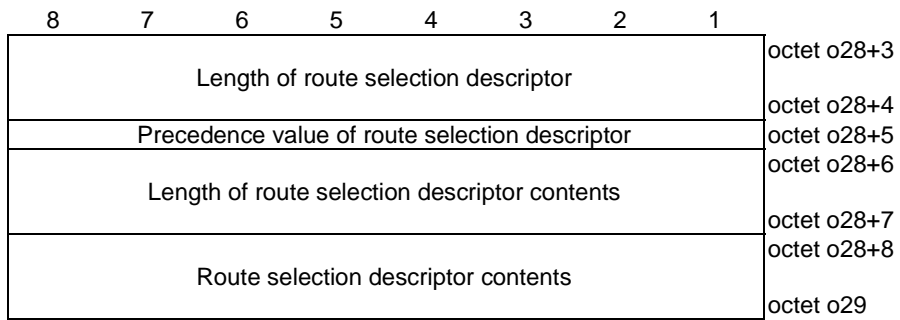 8 7 6 5 4 3 2 1
Length of route selection descriptor
octet o28+3
octet o28+4
Precedence value of route selection descriptor
octet o28+5
Length of route selection descriptor contents
octet o28+6
octet o28+7
Route selection descriptor contents
octet o28+8
octet o29